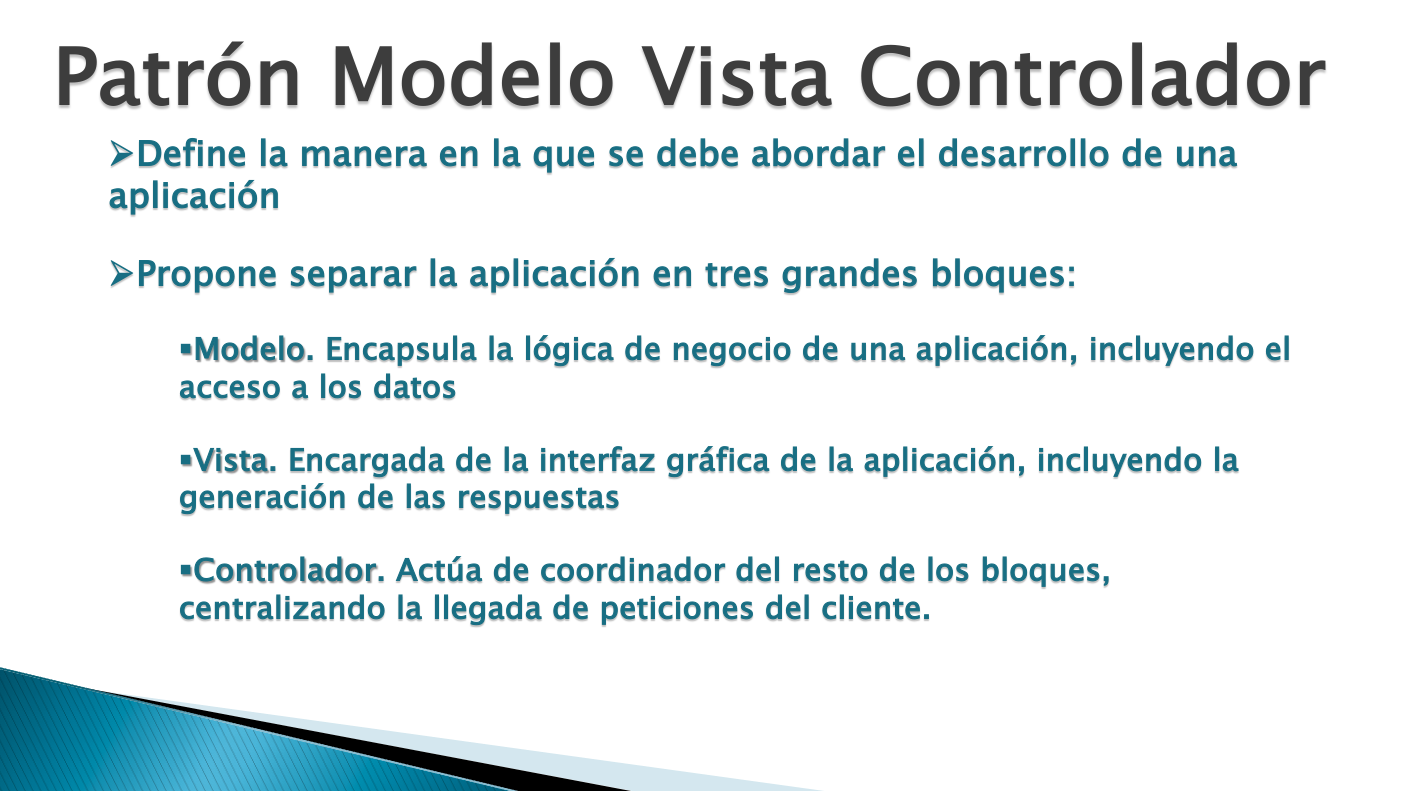 Patrón Modelo Vista Controlador
➢Define la manera en la que se debe abordar el desarrollo de una
aplicación
➢Propone separar la aplicación en tres grandes bloques:
▪Modelo. Encapsula la lógica de negocio de una aplicación, incluyendo el
acceso a los datos
▪Vista. Encargada de la interfaz gráfica de la aplicación, incluyendo la
generación de las respuestas
▪Controlador. Actúa de coordinador del resto de los bloques,
centralizando la llegada de peticiones del cliente.